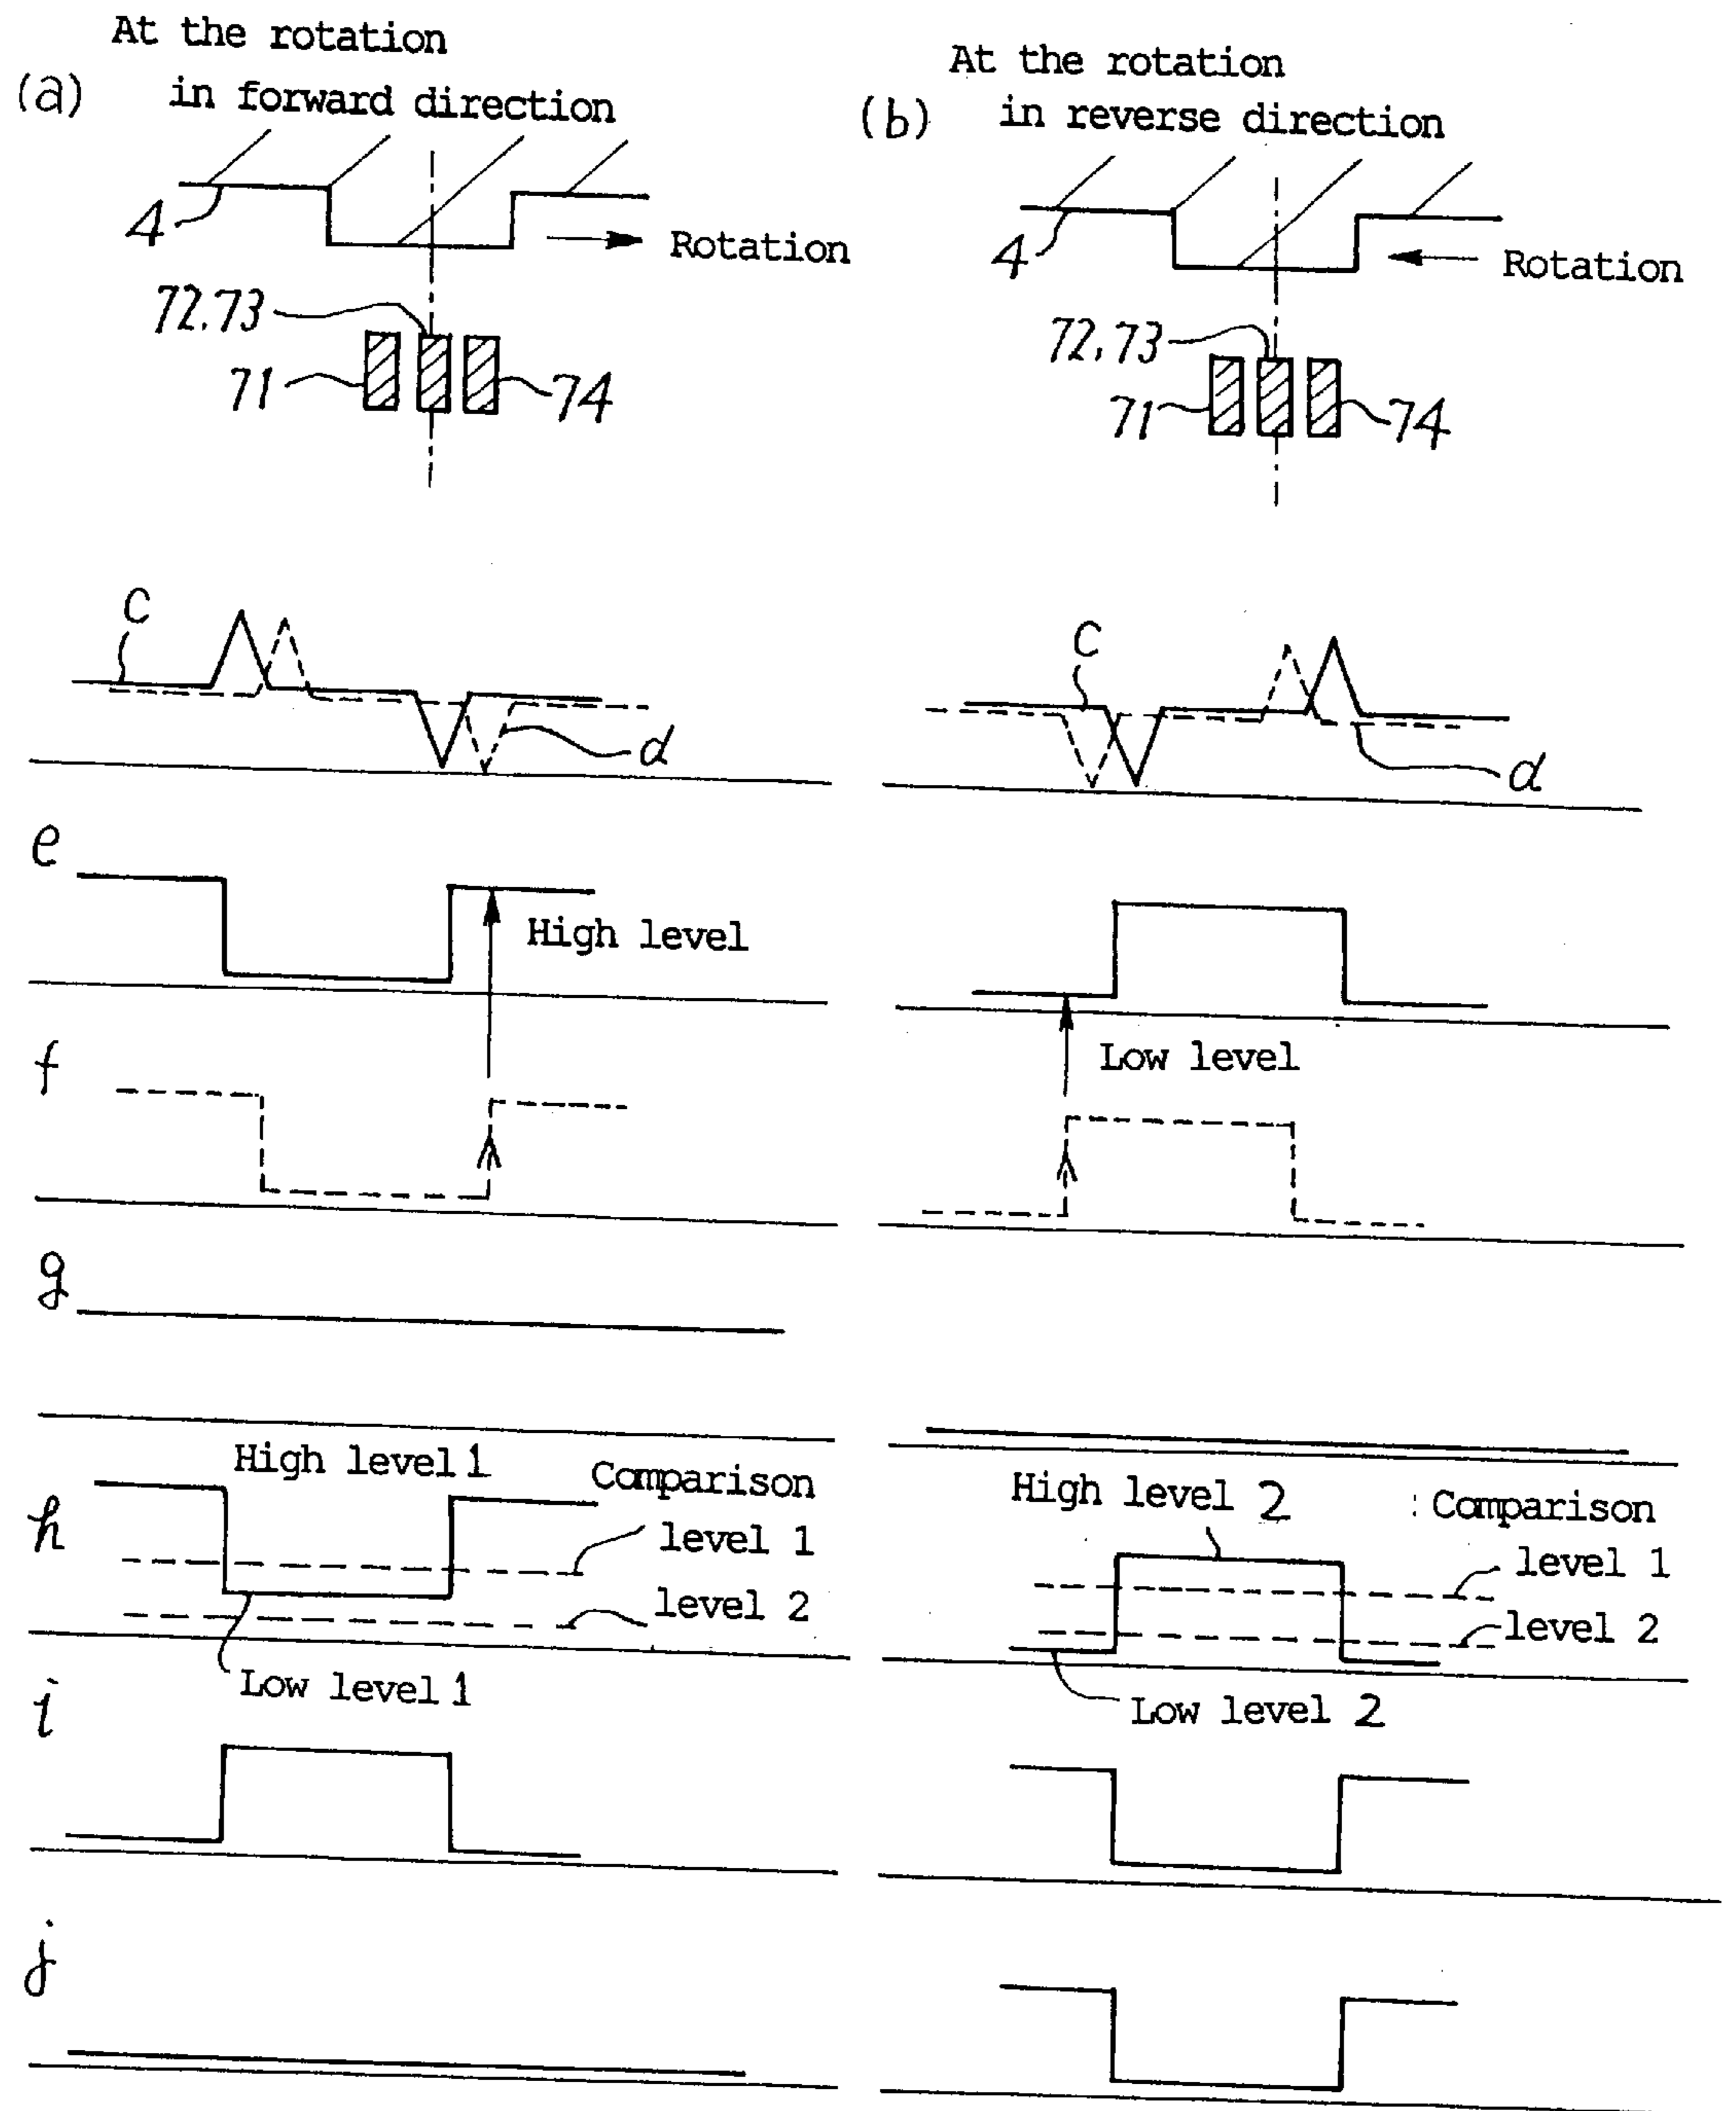 At the rotation
in forward direction
(a)
4
Rotation
72.73
71
74
At the rotation
in reverse direction
(b)
4
Rotation
72,73
71
74
c
d
c
d
e
High level
Low level
f
g
h
High level 1
Comparison
level 1
level 2
Low level 1
High level 2
Comparison
level 1
level 2
Low level 2
i
j